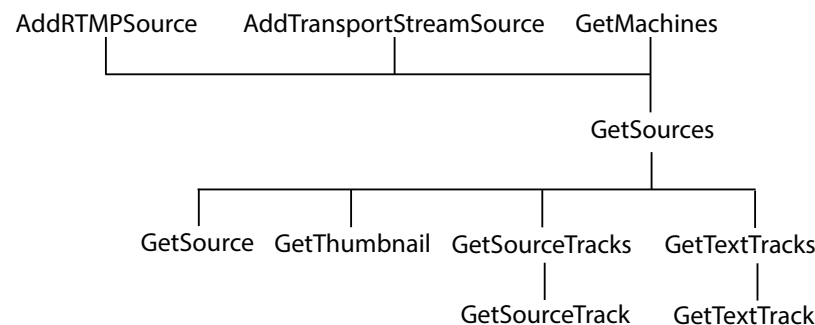 AddRTMPSource AddTransportStreamSource GetMachines
GetSources
GetSource GetThumbnail GetSourceTracks GetTextTracks
GetSourceTrack GetTextTrack